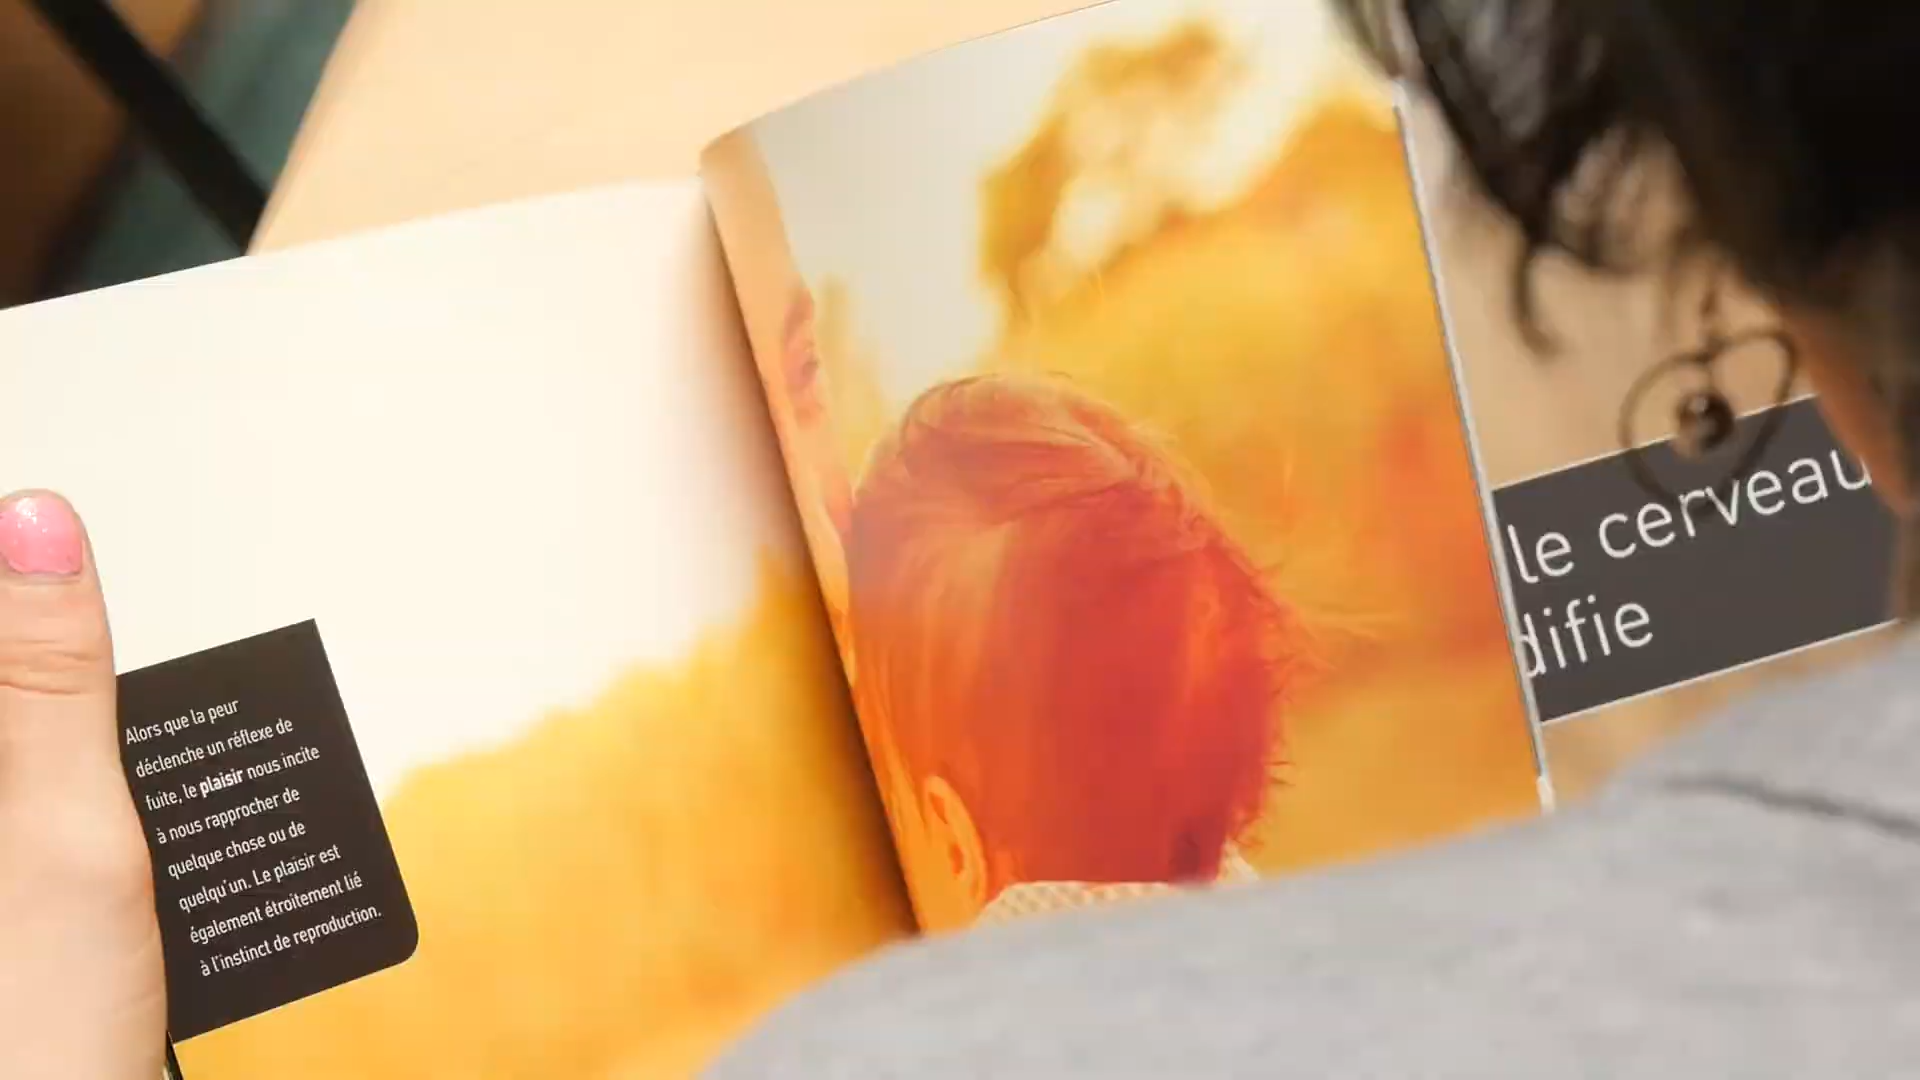 Alors que la peur
déclenche un réflexe de
fuite, le plaisir nous incite
à nous rapprocher de
quelque chose ou de
quelqu'un. Le plaisir est
également étroitement lié
à l'instinct de reproduction.
le cerveau
difie